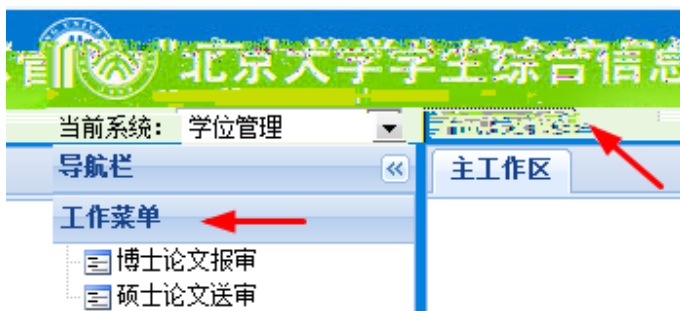 北京大学学生综合信息
当前系统： 学位管理
导航栏
主工作区
工作菜单
博士论文报审
硕士论文送审